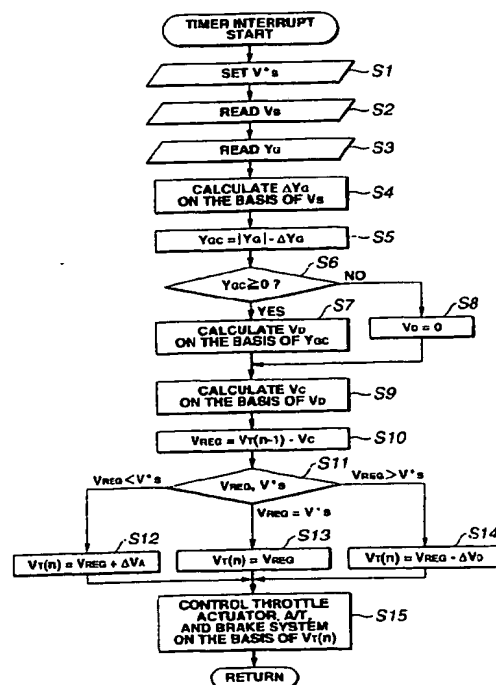 TIMER INTERRUPT
START
SET V*s
S1
READ Vs
S2
READ YG
S3
CALCULATE ΔYG
ON THE BASIS OF Vs
S4
YGC = |YG| - ΔYG
S5
S6
YGC ≧ 0 ?
NO
YES
S7
S8
CALCULATE VD
ON THE BASIS OF YGC
VD = 0
CALCULATE VC
ON THE BASIS OF VD
S9
VREG = VT(n-1) - VC
S10
S11
VREG < V*s
VREG, V*s
VREG > V*s
VREG = V*s
S12
S13
S14
VT(n) = VREG + ΔVA
VT(n) = VREG
VT(n) = VREG - ΔVD
CONTROL THROTTLE
ACTUATOR, A/T,
AND BRAKE SYSTEM
ON THE BASIS OF VT(n)
S15
RETURN